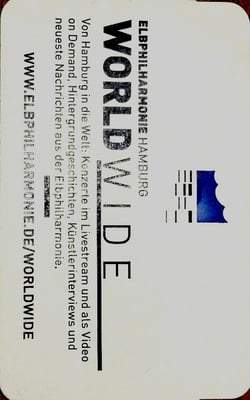 ELBPHILHARMONIE HAMBURG
WORLDWIDE
Von Hamburg in die Welt: Konzerte im Livestream und als Video
on Demand, Hintergrundgeschichten, Künstlerinterviews und
neueste Nachrichten aus der Elbphilharmonie.
WWW.ELBPHILHARMONIE.DE/WORLDWIDE